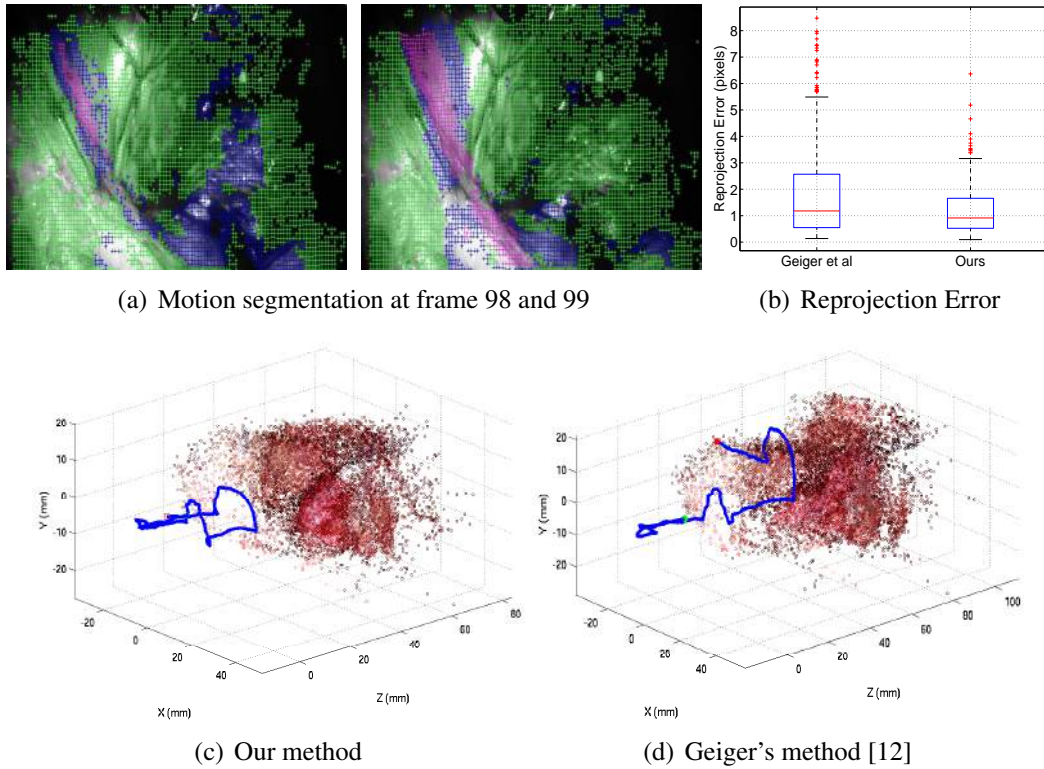 8
7
6
5
4
3
2
1
0
Reprojection Error (pixels)
Geiger et al
Ours
(a) Motion segmentation at frame 98 and 99
(b) Reprojection Error
20
10
0
-10
-20
Y (mm)
-20
0
20
40
X (mm)
0
20
40
60
80
Z (mm)
20
10
0
-10
-20
Y (mm)
-20
0
20
40
X (mm)
0
20
40
60
80
100
Z (mm)
(c) Our method
(d) Geiger's method [12]